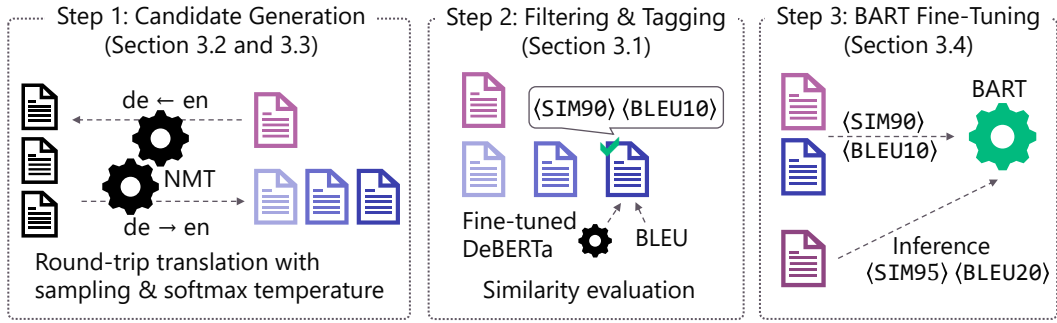 Step 1: Candidate Generation
(Section 3.2 and 3.3)
de ← en
NMT
de → en
Round-trip translation with
sampling & softmax temperature
Step 2: Filtering & Tagging
(Section 3.1)
⟨SIM90⟩ ⟨BLEU10⟩
Fine-tuned
DeBERTa
BLEU
Similarity evaluation
Step 3: BART Fine-Tuning
(Section 3.4)
BART
⟨SIM90⟩
⟨BLEU10⟩
Inference
⟨SIM95⟩ ⟨BLEU20⟩